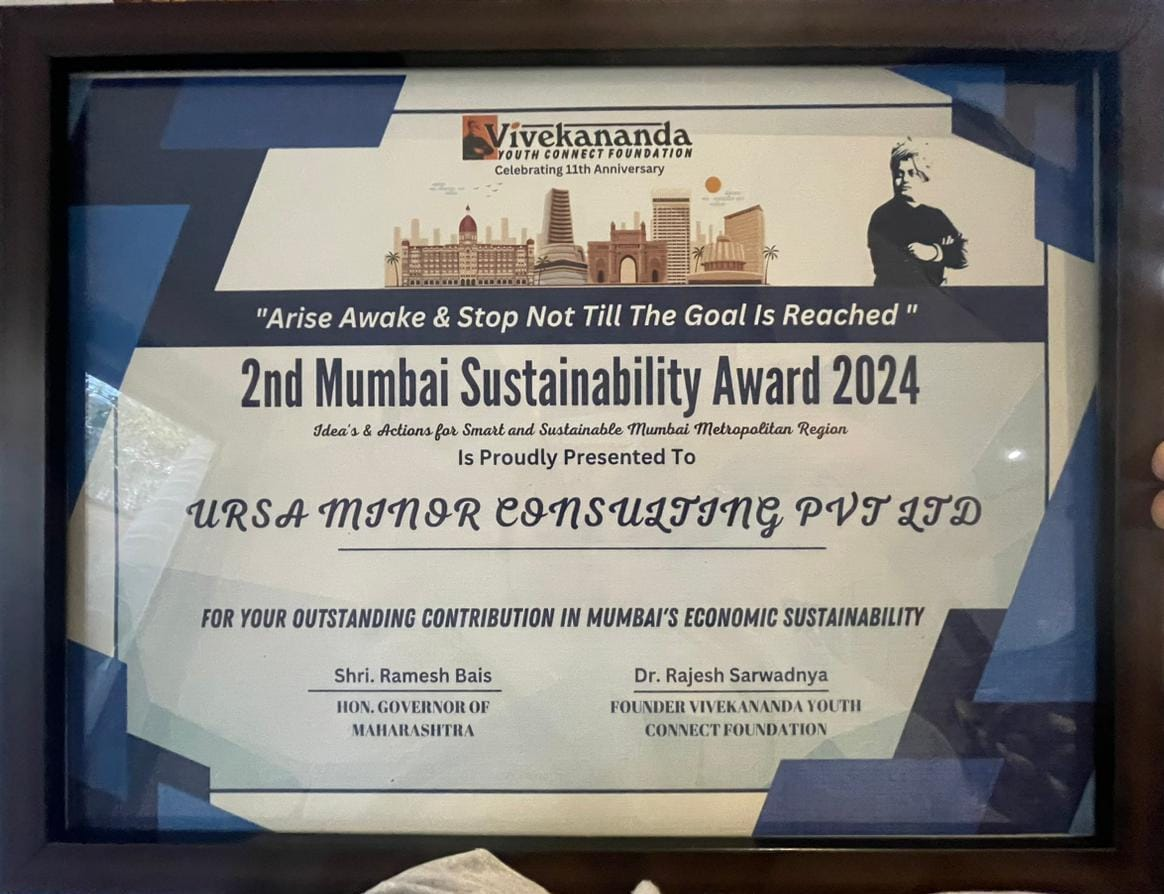 Vivekananda
YOUTH CONNECT FOUNDATION
Celebrating 11th Anniversary
"Arise Awake & Stop Not Till The Goal Is Reached "
2nd Mumbai Sustainability Award 2024
Idea's & Actions for Smart and Sustainable Mumbai Metropolitan Region
Is Proudly Presented To
URSA MINOR CONSULTING PVT LTD
FOR YOUR OUTSTANDING CONTRIBUTION IN MUMBAI'S ECONOMIC SUSTAINABILITY
Shri. Ramesh Bais
HON. GOVERNOR OF
MAHARASHTRA
Dr. Rajesh Sarwadnya
FOUNDER VIVEKANANDA YOUTH
CONNECT FOUNDATION